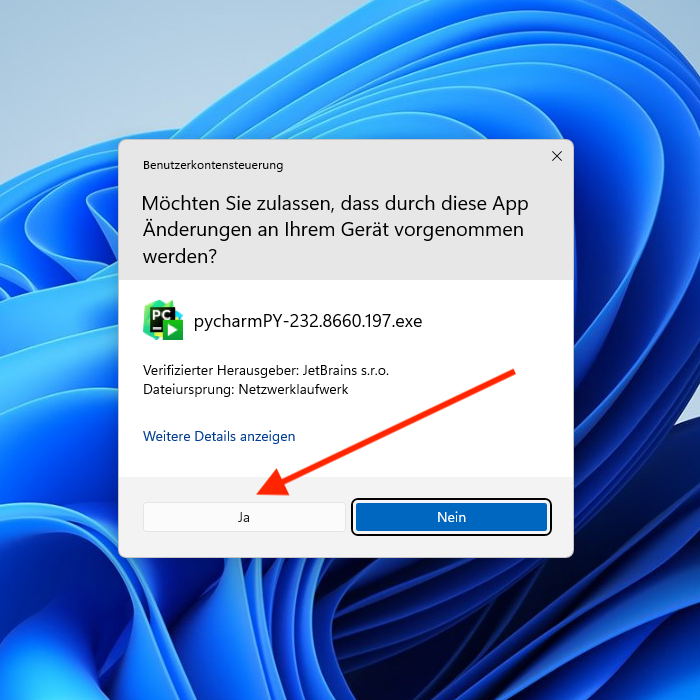 Benutzerkontensteuerung
Möchten Sie zulassen, dass durch diese App
Änderungen an Ihrem Gerät vorgenommen
werden?
PC
pycharmPY-232.8660.197.exe
Verifizierter Herausgeber: JetBrains s.r.o.
Dateiursprung: Netzwerklaufwerk
Weitere Details anzeigen
Ja
Nein